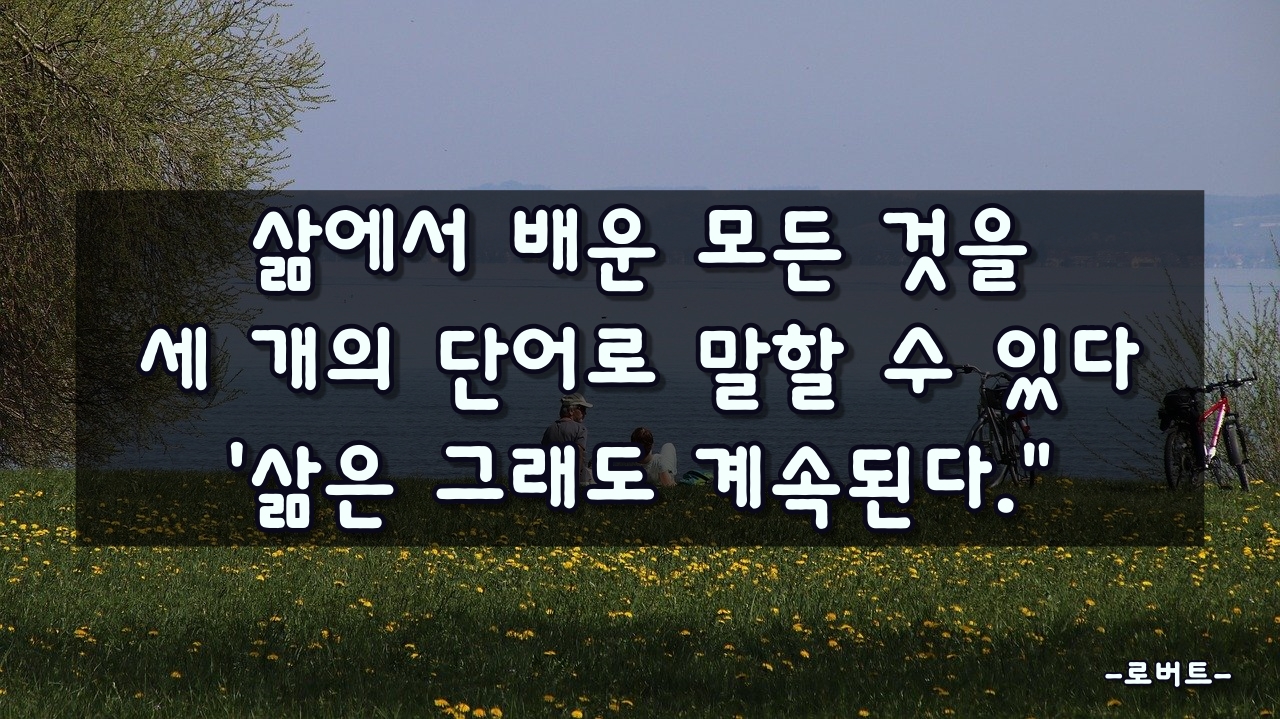 삶에서 배운 모든 것을
세 개의 단어로 말할 수 있다
'삶은 그래도 계속된다."
-로버트-